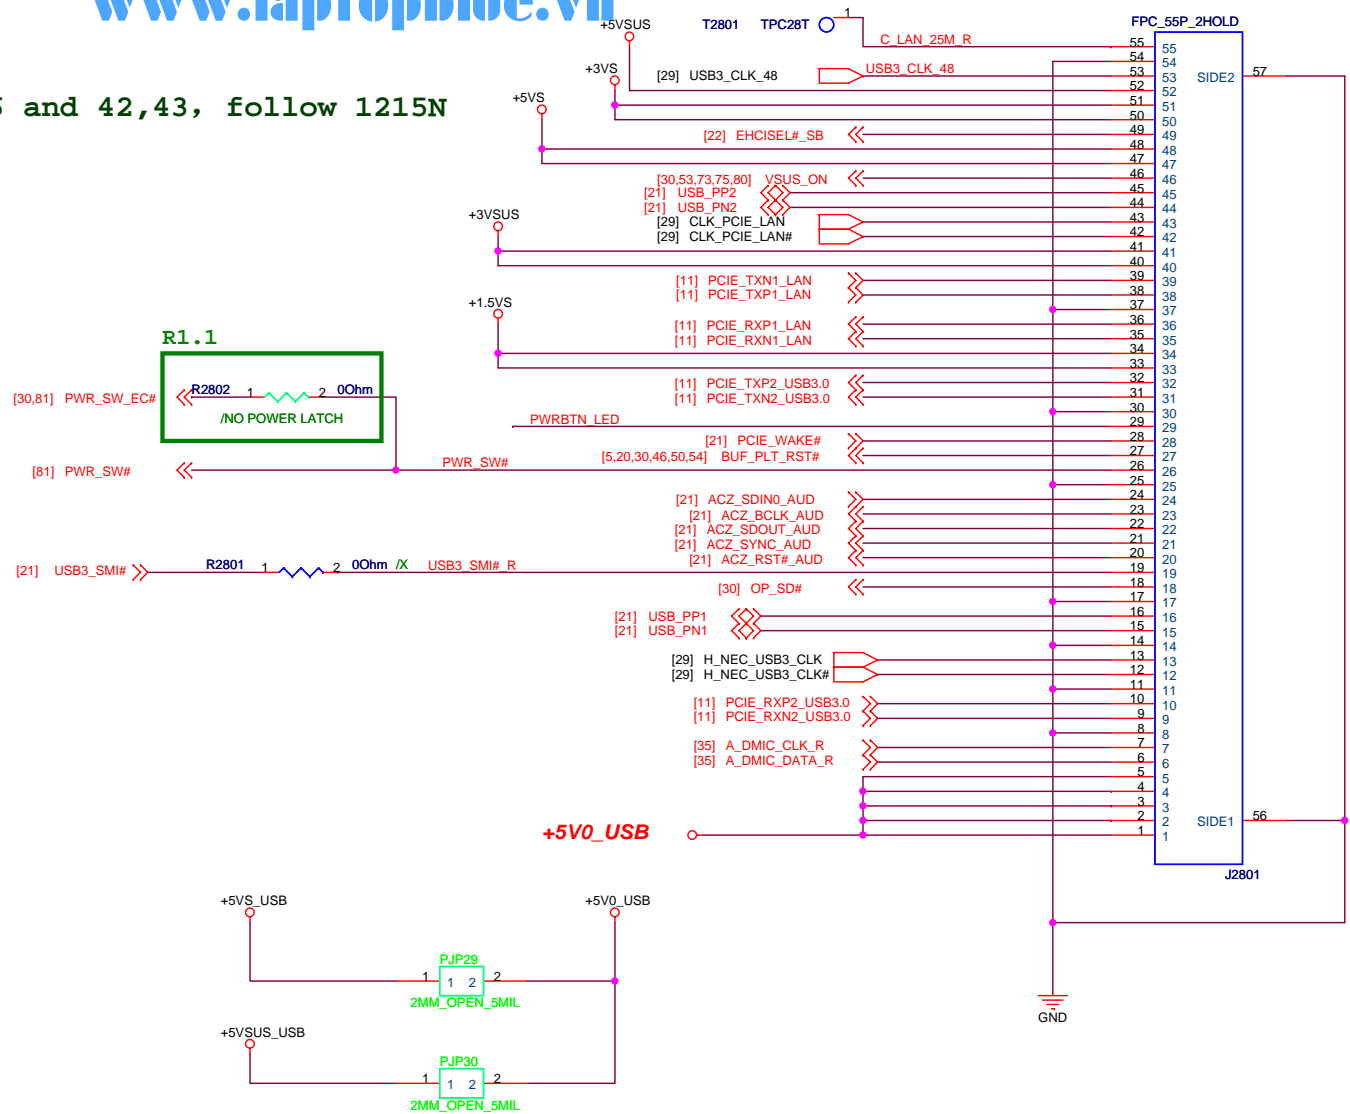 www.laptopblue.vn
5 and 42,43, follow 1215N
T2801 TPC28T 1
FPC_55P_2HOLD
+5VSUS
C_LAN_25M_R 55 55
54 54
+3VS
[29] USB3_CLK_48 USB3_CLK_48 53 53 SIDE2 57
52 52
+5VS
51 51
50 50
[22] EHCISEL#_SB 49 49
48 48
47 47
[30,53,73,75,80] VSUS_ON 46 46
[21] USB_PP2 45 45
[21] USB_PN2 44 44
+3VSUS
[29] CLK_PCIE_LAN 43 43
[29] CLK_PCIE_LAN# 42 42
41 41
40 40
[11] PCIE_TXN1_LAN 39 39
[11] PCIE_TXP1_LAN 38 38
+1.5VS
37 37
[11] PCIE_RXP1_LAN 36 36
[11] PCIE_RXN1_LAN 35 35
R1.1
34 34
33 33
[11] PCIE_TXP2_USB3.0 32 32
[11] PCIE_TXN2_USB3.0 31 31
[30,81] PWR_SW_EC# R2802 1 2 0Ohm
/NO POWER LATCH
30 30
PWRBTN_LED 29 29
[21] PCIE_WAKE# 28 28
[5,20,30,46,50,54] BUF_PLT_RST# 27 27
[81] PWR_SW# PWR_SW# 26 26
25 25
[21] ACZ_SDIN0_AUD 24 24
[21] ACZ_BCLK_AUD 23 23
[21] ACZ_SDOUT_AUD 22 22
[21] ACZ_SYNC_AUD 21 21
[21] ACZ_RST#_AUD 20 20
[21] USB3_SMI# R2801 1 2 0Ohm /X USB3_SMI#_R 19 19
[30] OP_SD# 18 18
17 17
[21] USB_PP1 16 16
[21] USB_PN1 15 15
14 14
[29] H_NEC_USB3_CLK 13 13
[29] H_NEC_USB3_CLK# 12 12
11 11
[11] PCIE_RXP2_USB3.0 10 10
[11] PCIE_RXN2_USB3.0 9 9
8 8
[35] A_DMIC_CLK_R 7 7
[35] A_DMIC_DATA_R 6 6
5 5
4 4
3 3
2 2 SIDE1 56
+5V0_USB 1 1
J2801
+5VS_USB +5V0_USB
PJP29
1 1 2 2
2MM_OPEN_5MIL
GND
+5VSUS_USB
PJP30
1 1 2 2
2MM_OPEN_5MIL